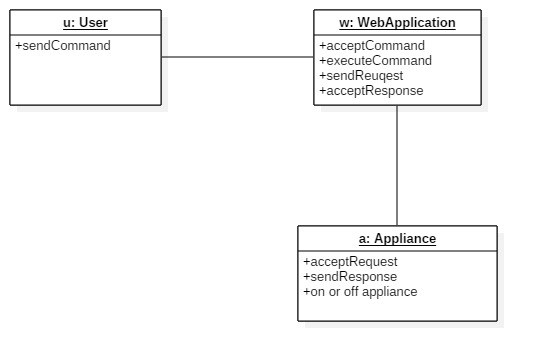 u: User
+sendCommand
w: WebApplication
+acceptCommand
+executeCommand
+sendReuqest
+acceptResponse
a: Appliance
+acceptRequest
+sendResponse
+on or off appliance